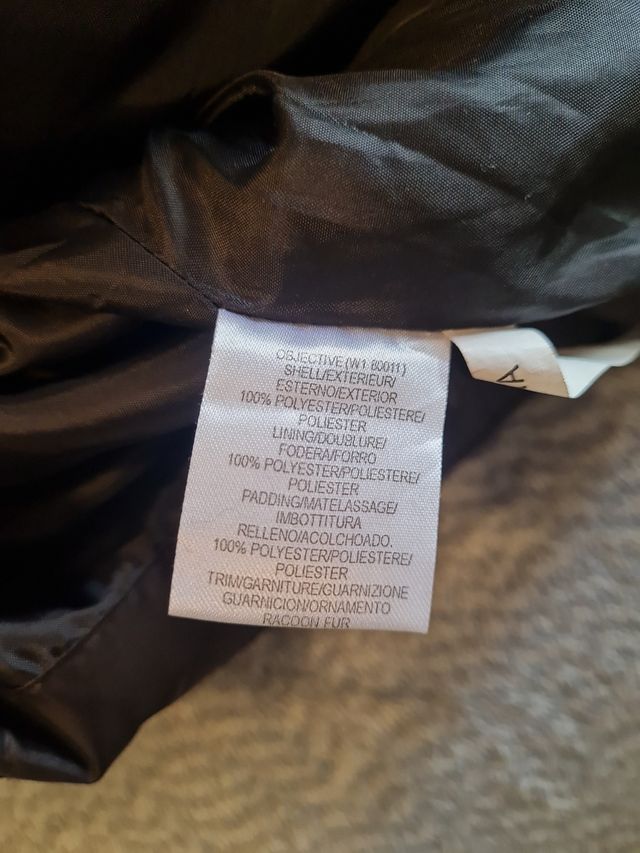 OBJECTIVE (W1 80011)
SHELL/EXTERIEUR/
ESTERNO/EXTERIOR
100% POLYESTER/POLIESTERE/
POLIESTER
LINING/DOUBLURE/
FODERA/FORRO
100% POLYESTER/POLIESTERE/
POLIESTER
PADDING/MATELASSAGE/
IMBOTTITURA
RELLENO/ACOLCHOADO.
100% POLYESTER/POLIESTERE/
POLIESTER
TRIM/GARNITURE/GUARNIZIONE
GUARNICION/ORNAMENTO
RACOON FUR
A